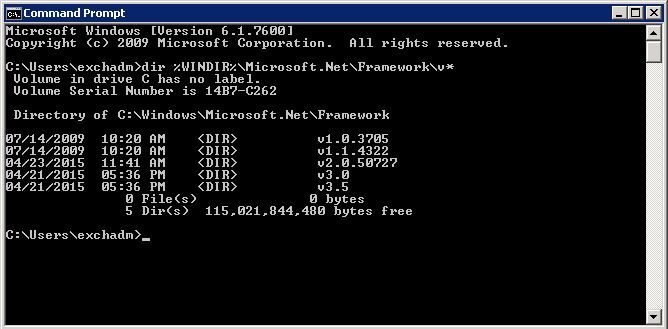 Command Prompt
Microsoft Windows [Version 6.1.7600]
Copyright (c) 2009 Microsoft Corporation.  All rights reserved.
C:\Users\exchadm>dir %WINDIR%\Microsoft.Net\Framework\v*
 Volume in drive C has no label.
 Volume Serial Number is 14B7-C262
 Directory of C:\Windows\Microsoft.Net\Framework
07/14/2009  10:20 AM    <DIR>          v1.0.3705
07/14/2009  10:20 AM    <DIR>          v1.1.4322
04/23/2015  11:41 AM    <DIR>          v2.0.50727
04/21/2015  05:36 PM    <DIR>          v3.0
04/21/2015  05:36 PM    <DIR>          v3.5
               0 File(s)              0 bytes
               5 Dir(s)  115,021,844,480 bytes free
C:\Users\exchadm>_